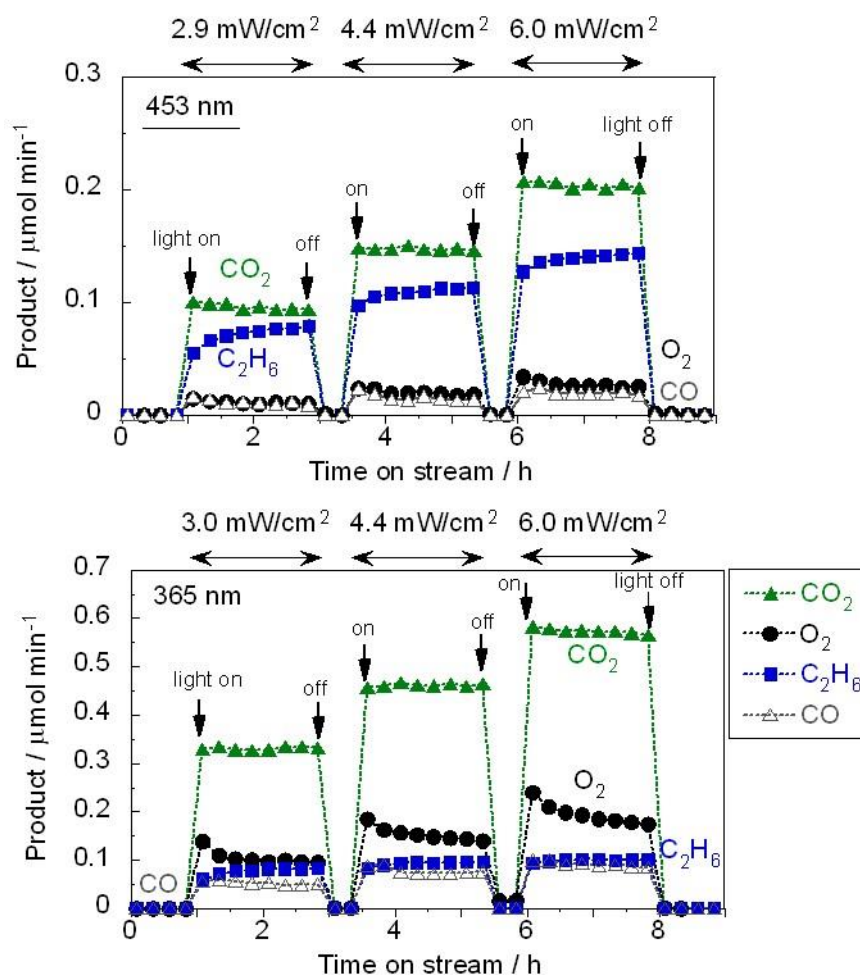 2.9 mW/cm² 4.4 mW/cm² 6.0 mW/cm²
0.3
453 nm
on
light off
0.2
on
off
light on
off
CO₂
0.1
C₂H₆
O₂
CO
0
0 2 4 6 8
Time on stream / h
Product / μmol min⁻¹
3.0 mW/cm² 4.4 mW/cm² 6.0 mW/cm²
0.7
365 nm
on
light off
0.6
on
off
CO₂
0.5
light on
off
0.4
0.3
O₂
0.2
C₂H₆
0.1
CO
0
0 2 4 6 8
Time on stream / h
Product / μmol min⁻¹
CO₂
O₂
C₂H₆
CO